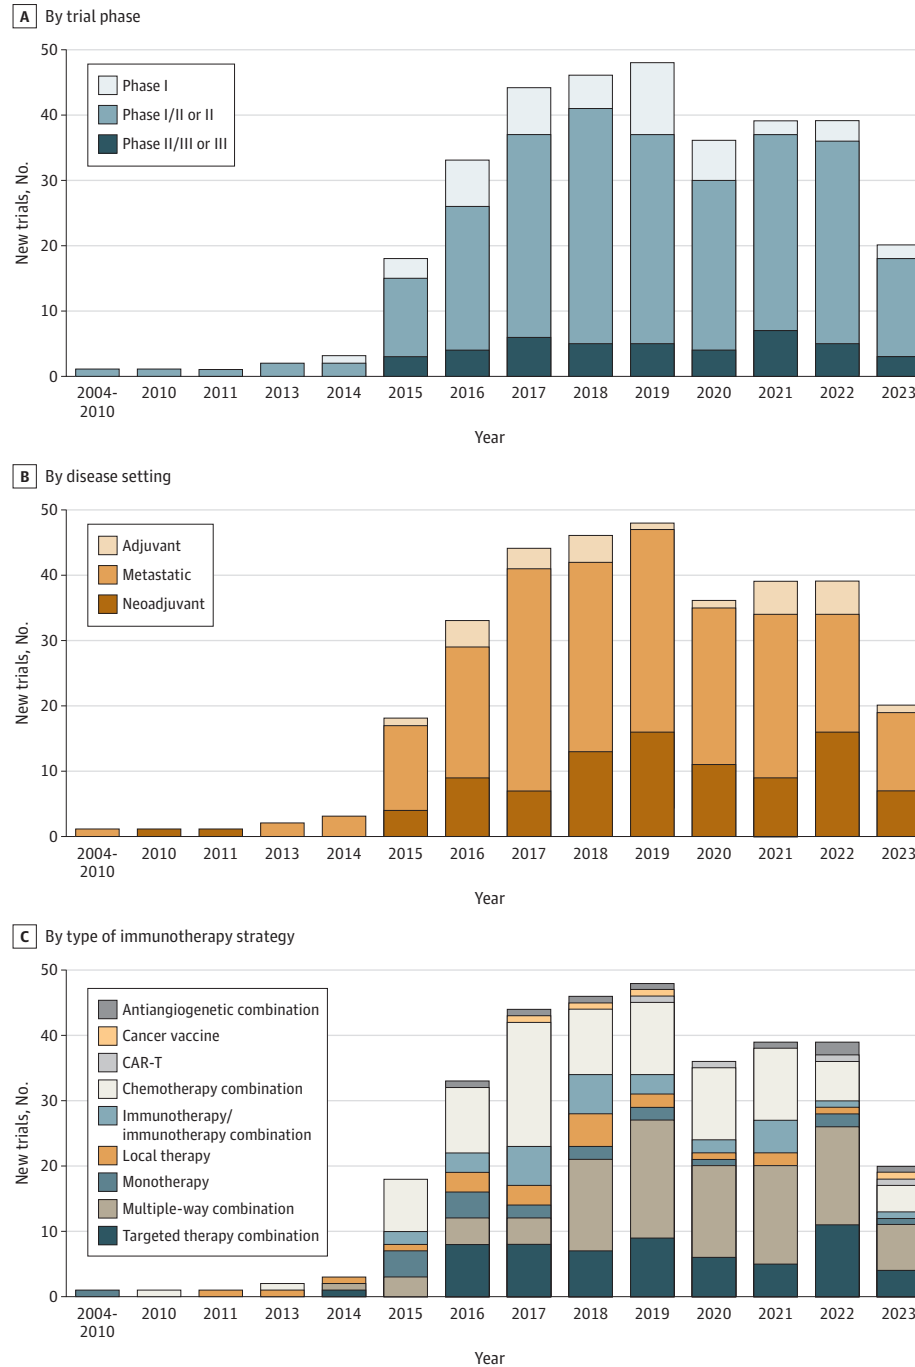 A By trial phase
50
40
30
20
10
0
New trials, No.
Phase I
Phase I/II or II
Phase II/III or III
2004-
2010 2010 2011 2013 2014 2015 2016 2017 2018 2019 2020 2021 2022 2023
Year
B By disease setting
50
40
30
20
10
0
New trials, No.
Adjuvant
Metastatic
Neoadjuvant
2004-
2010 2010 2011 2013 2014 2015 2016 2017 2018 2019 2020 2021 2022 2023
Year
C By type of immunotherapy strategy
50
40
30
20
10
0
New trials, No.
Antiangiogenetic combination
Cancer vaccine
CAR-T
Chemotherapy combination
Immunotherapy/
immunotherapy combination
Local therapy
Monotherapy
Multiple-way combination
Targeted therapy combination
2004-
2010 2010 2011 2013 2014 2015 2016 2017 2018 2019 2020 2021 2022 2023
Year